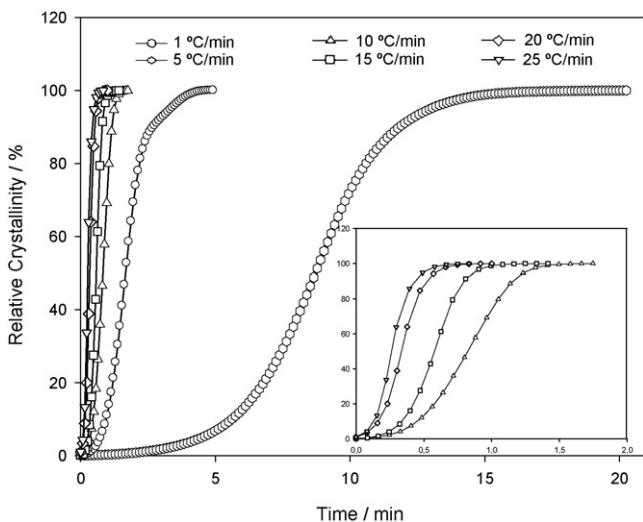 120
100
80
60
40
20
0
Relative Crystallinity / %
1 ºC/min
5 ºC/min
10 ºC/min
15 ºC/min
20 ºC/min
25 ºC/min
120
100
80
60
40
20
0
0,0 0,5 1,0 1,5 2,0
0 5 10 15 20
Time / min